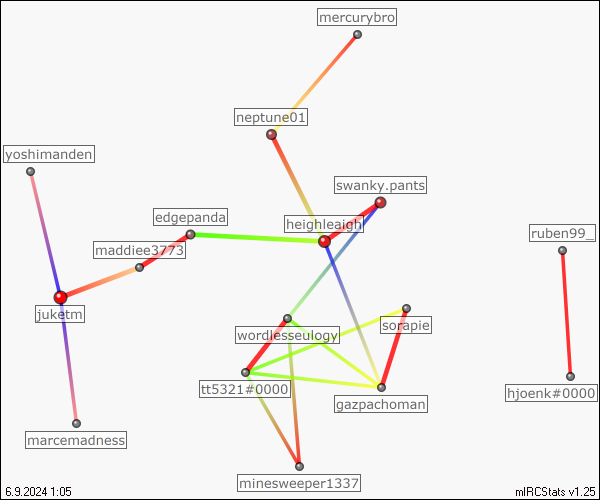 mercurybro
neptune01
yoshimanden
swanky.pants
edgepanda
heighleaigh
ruben99_
maddiee3773
juketm
sorapie
wordlesseulogy
tt5321#0000
hjoenk#0000
gazpachoman
marcemadness
minesweeper1337
6.9.2024 1:05
mIRCStats v1.25